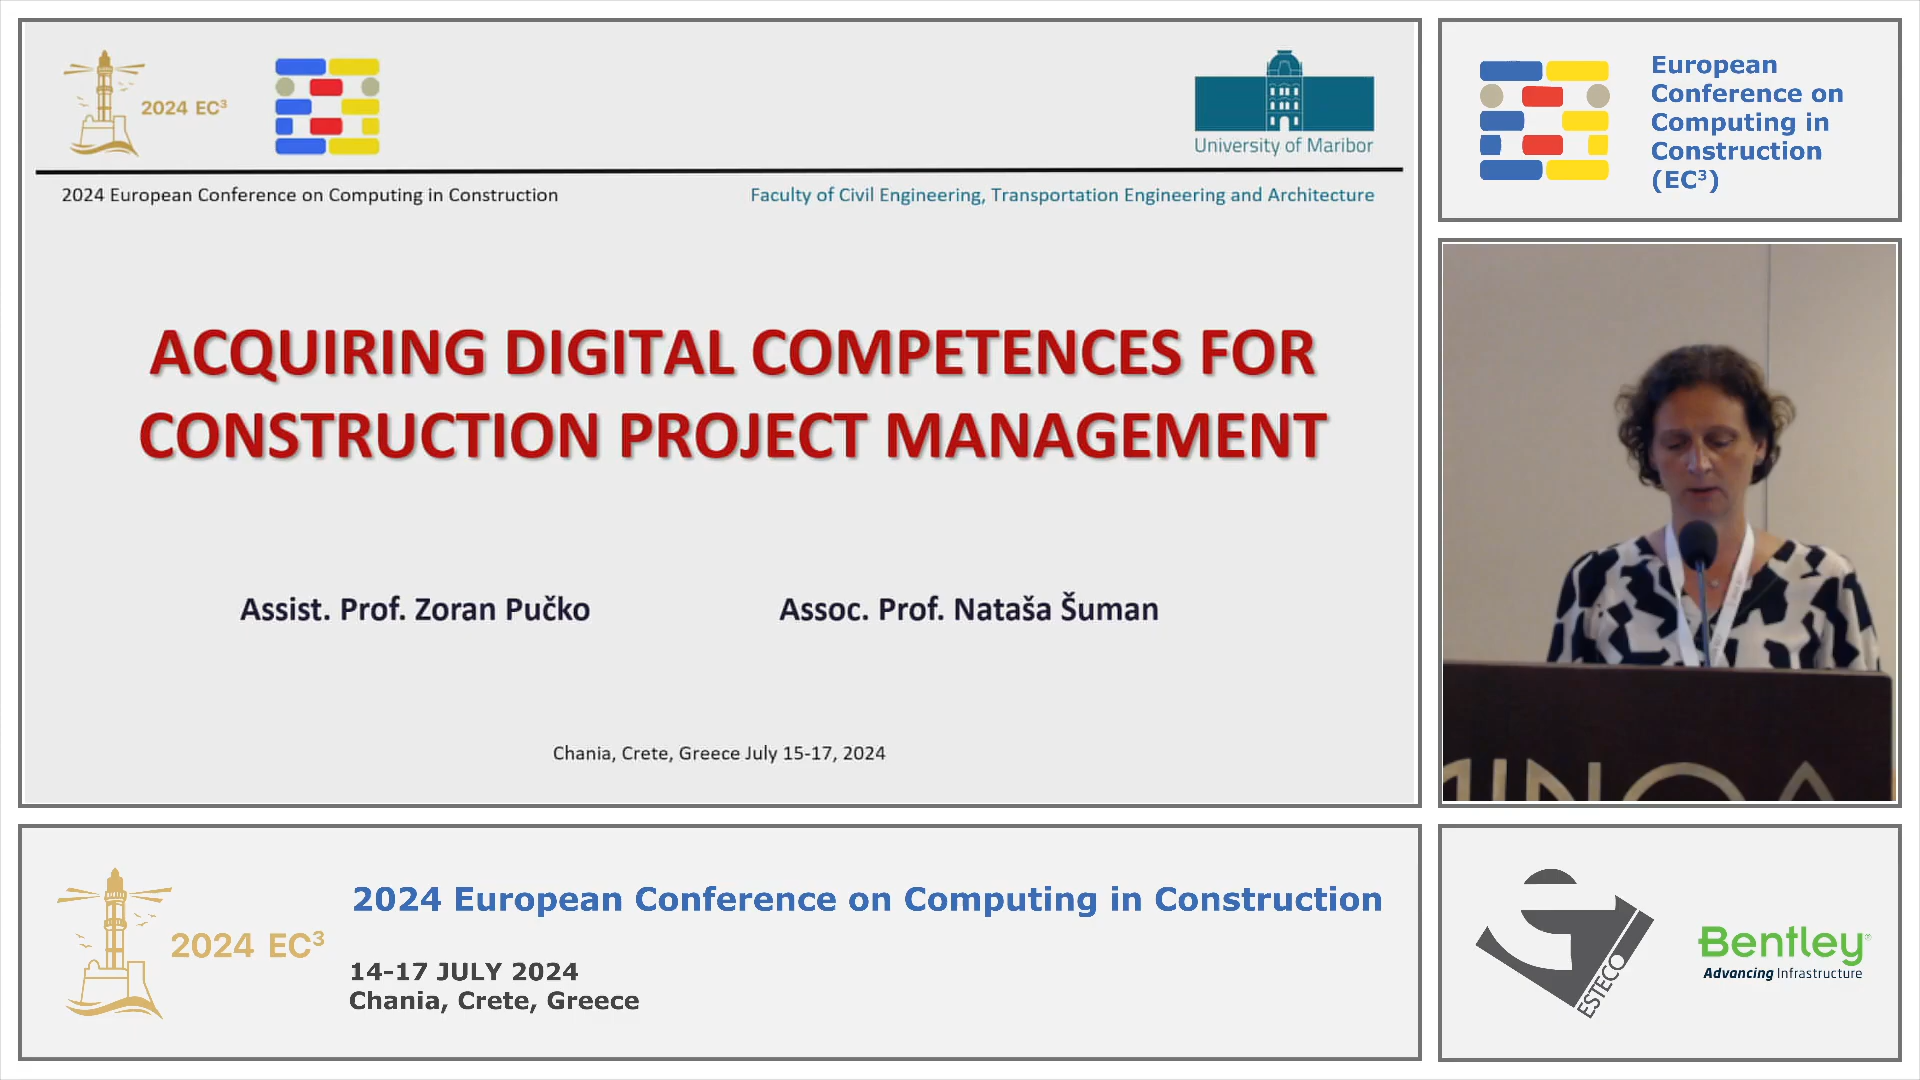 2024 EC³
University of Maribor
2024 European Conference on Computing in Construction
Faculty of Civil Engineering, Transportation Engineering and Architecture
ACQUIRING DIGITAL COMPETENCES FOR
CONSTRUCTION PROJECT MANAGEMENT
Assist. Prof. Zoran Pučko
Assoc. Prof. Nataša Šuman
Chania, Crete, Greece July 15-17, 2024
European
Conference on
Computing in
Construction
(EC³)
MINOA
2024 EC³
2024 European Conference on Computing in Construction
14-17 JULY 2024
Chania, Crete, Greece
ESTECO
Bentley®
Advancing Infrastructure